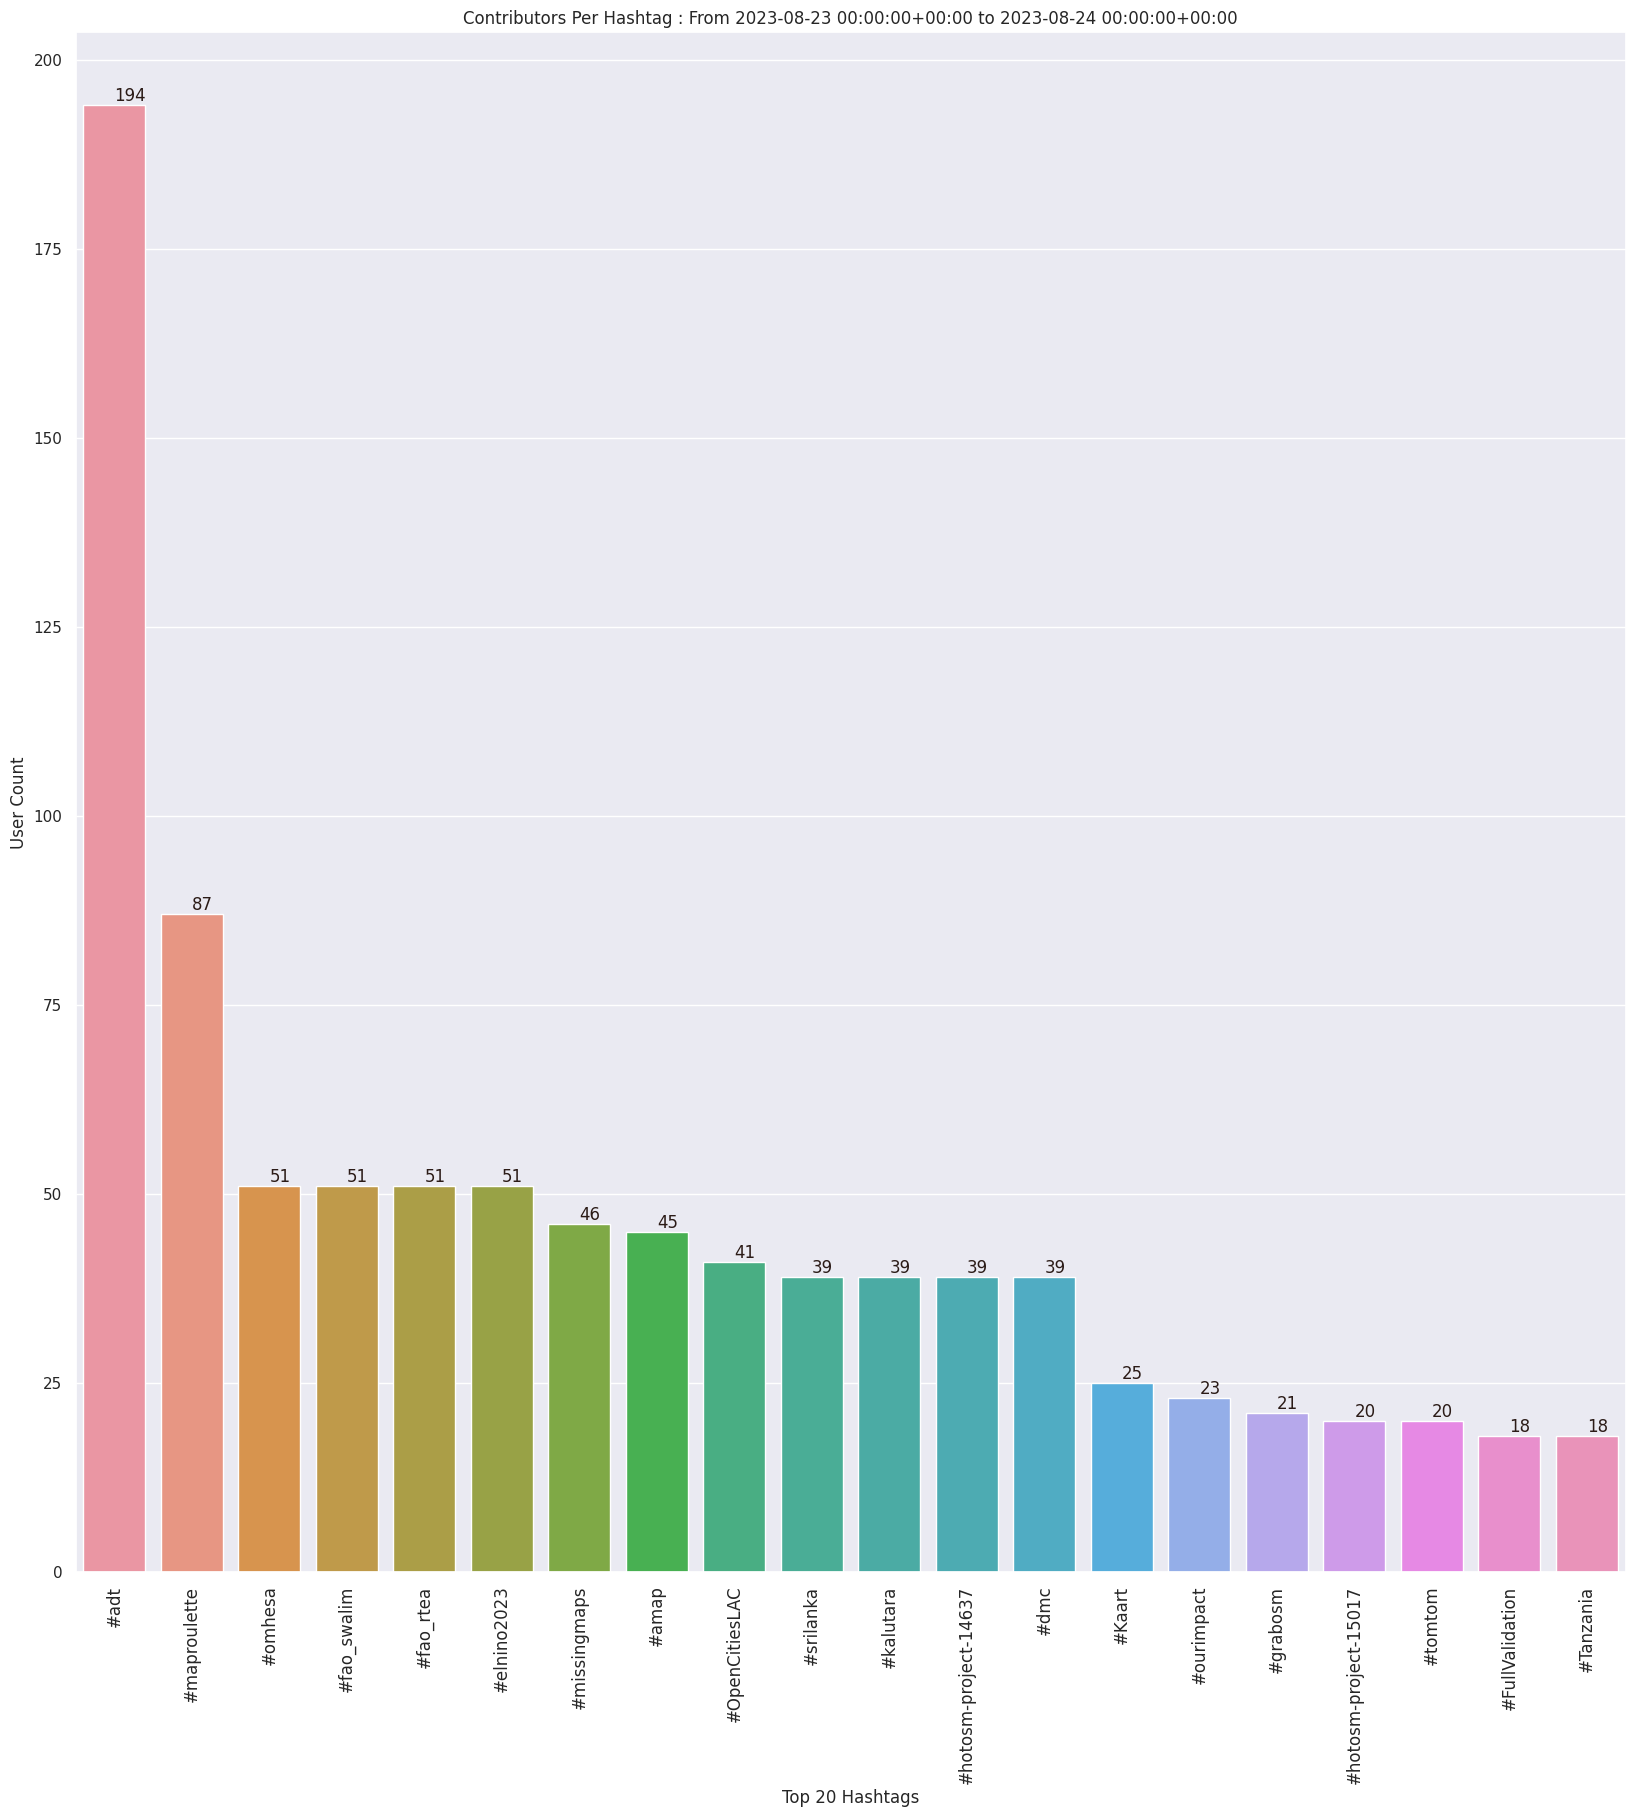 Contributors Per Hashtag : From 2023-08-23 00:00:00+00:00 to 2023-08-24 00:00:00+00:00
User Count
200
175
150
125
100
75
50
25
0
194
87
51
51
51
51
46
45
41
39
39
39
39
25
23
21
20
20
18
18
#adt
#maproulette
#omhesa
#fao_swalim
#fao_rtea
#elnino2023
#missingmaps
#amap
#OpenCitiesLAC
#srilanka
#kalutara
#hotosm-project-14637
#dmc
#Kaart
#ourimpact
#grabosm
#hotosm-project-15017
#tomtom
#FullValidation
#Tanzania
Top 20 Hashtags